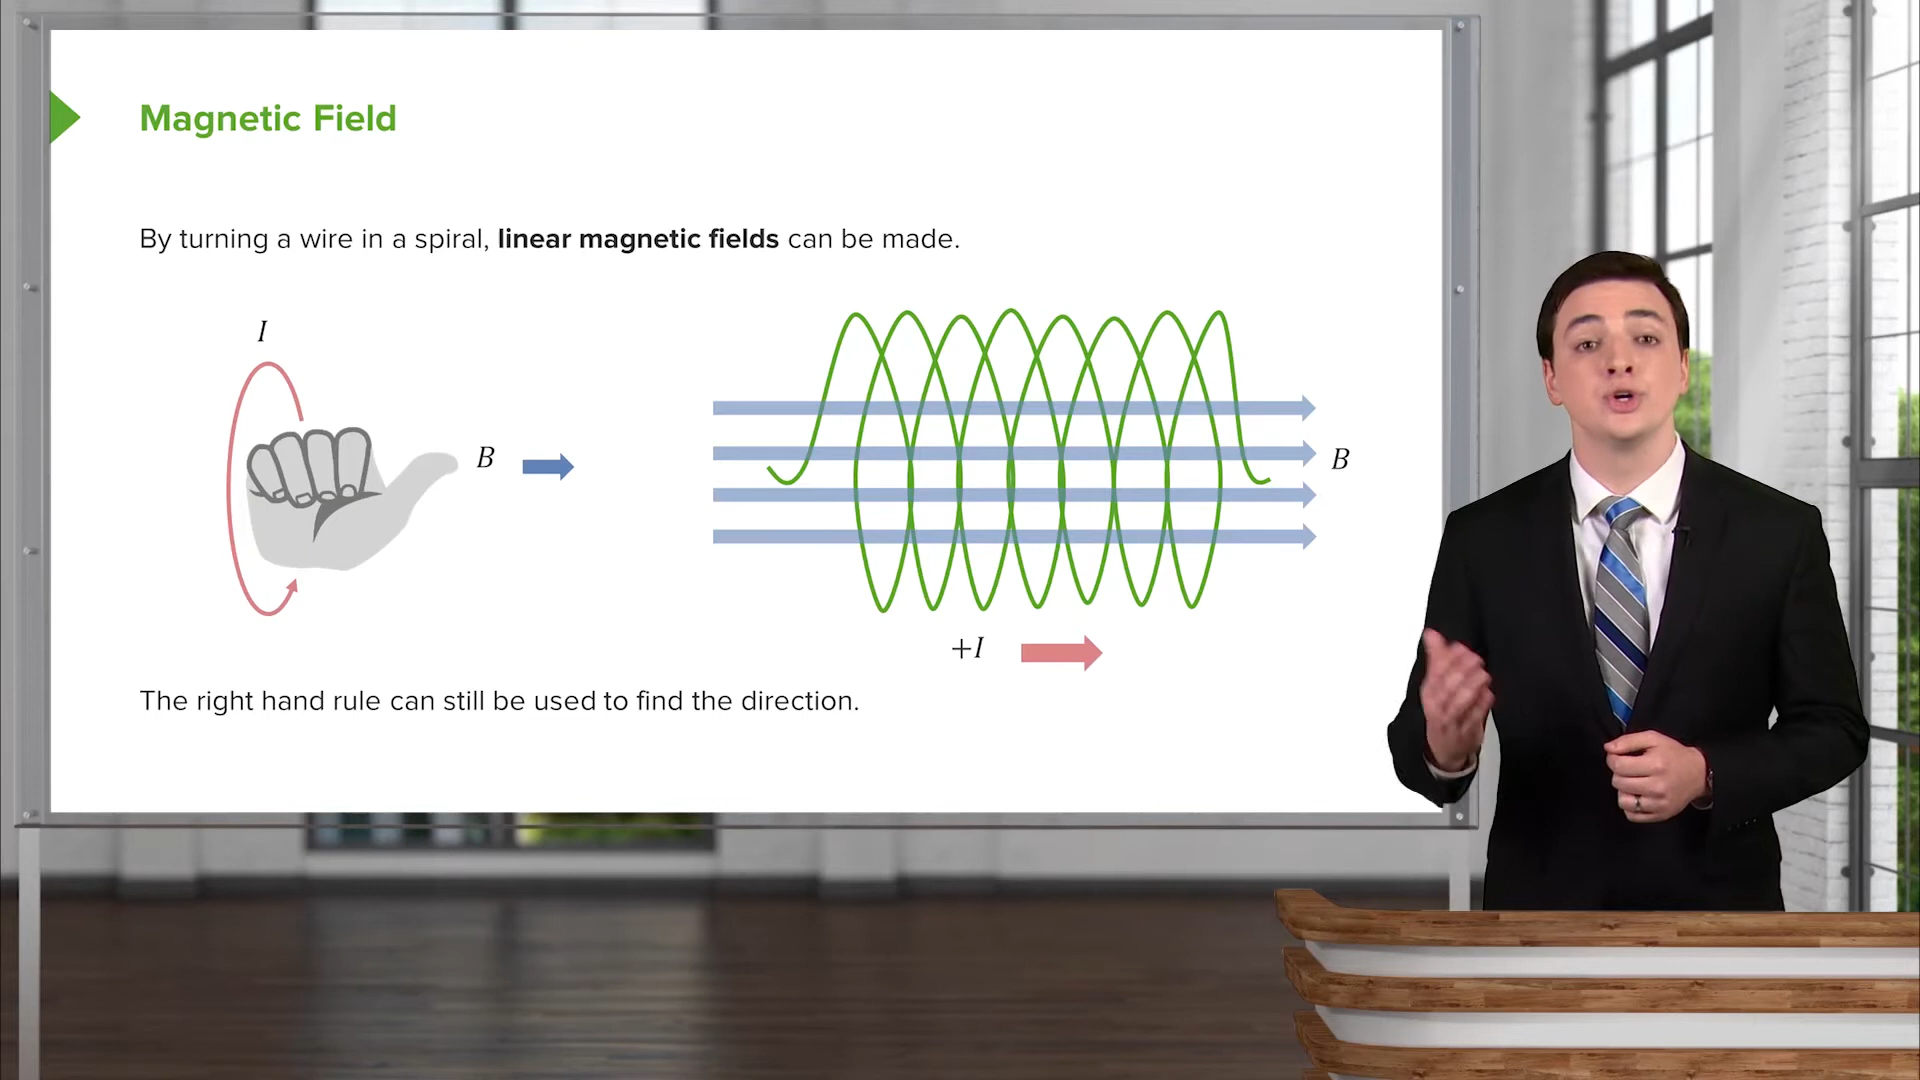 Magnetic Field
By turning a wire in a spiral, linear magnetic fields can be made.
I
B
B
+I
The right hand rule can still be used to find the direction.